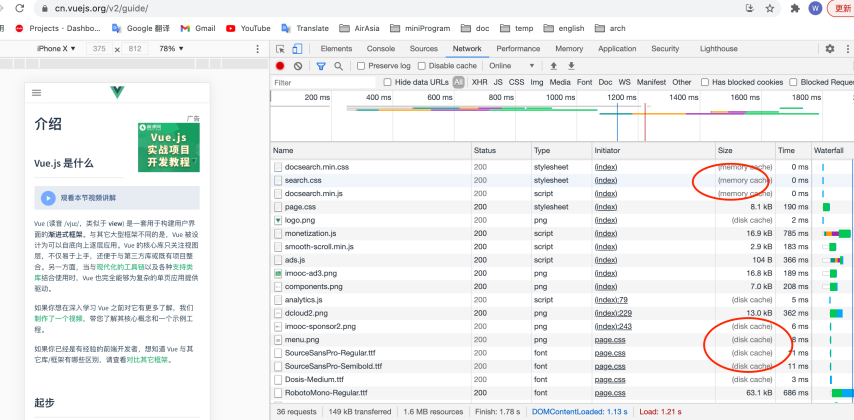 cn.vuejs.org/v2/guide/
W
更新
Projects - Dashbo...
Google 翻译
Gmail
YouTube
Translate
AirAsia
miniProgram
doc
temp
english
arch
iPhone X ▼ 375 x 812 78% ▼
Elements Console Sources Network Performance Memory Application Security Lighthouse
Preserve log Disable cache Online ▼
Filter Hide data URLs All XHR JS CSS Img Media Font Doc WS Manifest Other Has blocked cookies Blocked Reque
200 ms 400 ms 600 ms 800 ms 1000 ms 1200 ms 1400 ms 1600 ms 1800 ms
介绍
广告
Vue.js
实战项目
开发教程
Vue.js 是什么
观看本节视频讲解
Vue (读音 /vjuː/，类似于 view) 是一套用于构建用户界
面的渐进式框架。与其它大型框架不同的是，Vue 被设
计为可以自底向上逐层应用。Vue 的核心库只关注视图
层，不仅易于上手，还便于与第三方库或既有项目整
合。另一方面，当与现代化的工具链以及各种支持类
库结合使用时，Vue 也完全能够为复杂的单页应用提供
驱动。
如果你想在深入学习 Vue 之前对它有更多了解，我们
制作了一个视频，带您了解其核心概念和一个示例工
程。
如果你已经是有经验的前端开发者，想知道 Vue 与其
它库/框架有哪些区别，请查看对比其它框架。
起步
Name Status Type Initiator Size Time Waterfall
docsearch.min.css 200 stylesheet (index) (memory cache) 0 ms
search.css 200 stylesheet (index) (memory cache) 0 ms
docsearch.min.js 200 script (index) (memory cache) 0 ms
page.css 200 stylesheet (index) 8.1 kB 190 ms
logo.png 200 png (index) (disk cache) 2 ms
monetization.js 200 script (index) 16.9 kB 785 ms
smooth-scroll.min.js 200 script (index) 2.9 kB 183 ms
ads.js 200 script (index) 104 B 366 ms
imooc-ad3.png 200 png (index) 16.8 kB 189 ms
components.png 200 png (index) 7.0 kB 208 ms
analytics.js 200 script (index):79 (disk cache) 5 ms
dcloud2.png 200 png (index):229 13.0 kB 362 ms
imooc-sponsor2.png 200 png (index):243 (disk cache) 6 ms
menu.png 200 png page.css (disk cache) 8 ms
SourceSansPro-Regular.ttf 200 font page.css (disk cache) 11 ms
SourceSansPro-Semibold.ttf 200 font page.css (disk cache) 11 ms
Dosis-Medium.ttf 200 font page.css (disk cache) 3 ms
RobotoMono-Regular.ttf 200 font page.css 63.1 kB 686 ms
36 requests 149 kB transferred 1.6 MB resources Finish: 1.78 s DOMContentLoaded: 1.13 s Load: 1.21 s